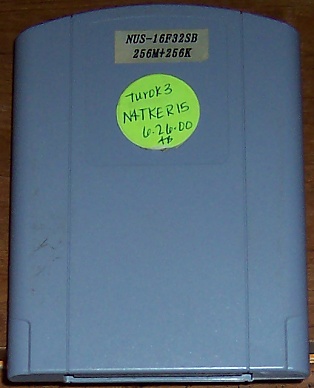 NUS-16F32SB
256M+256K
Turok3
N4TKER15
6.26.00